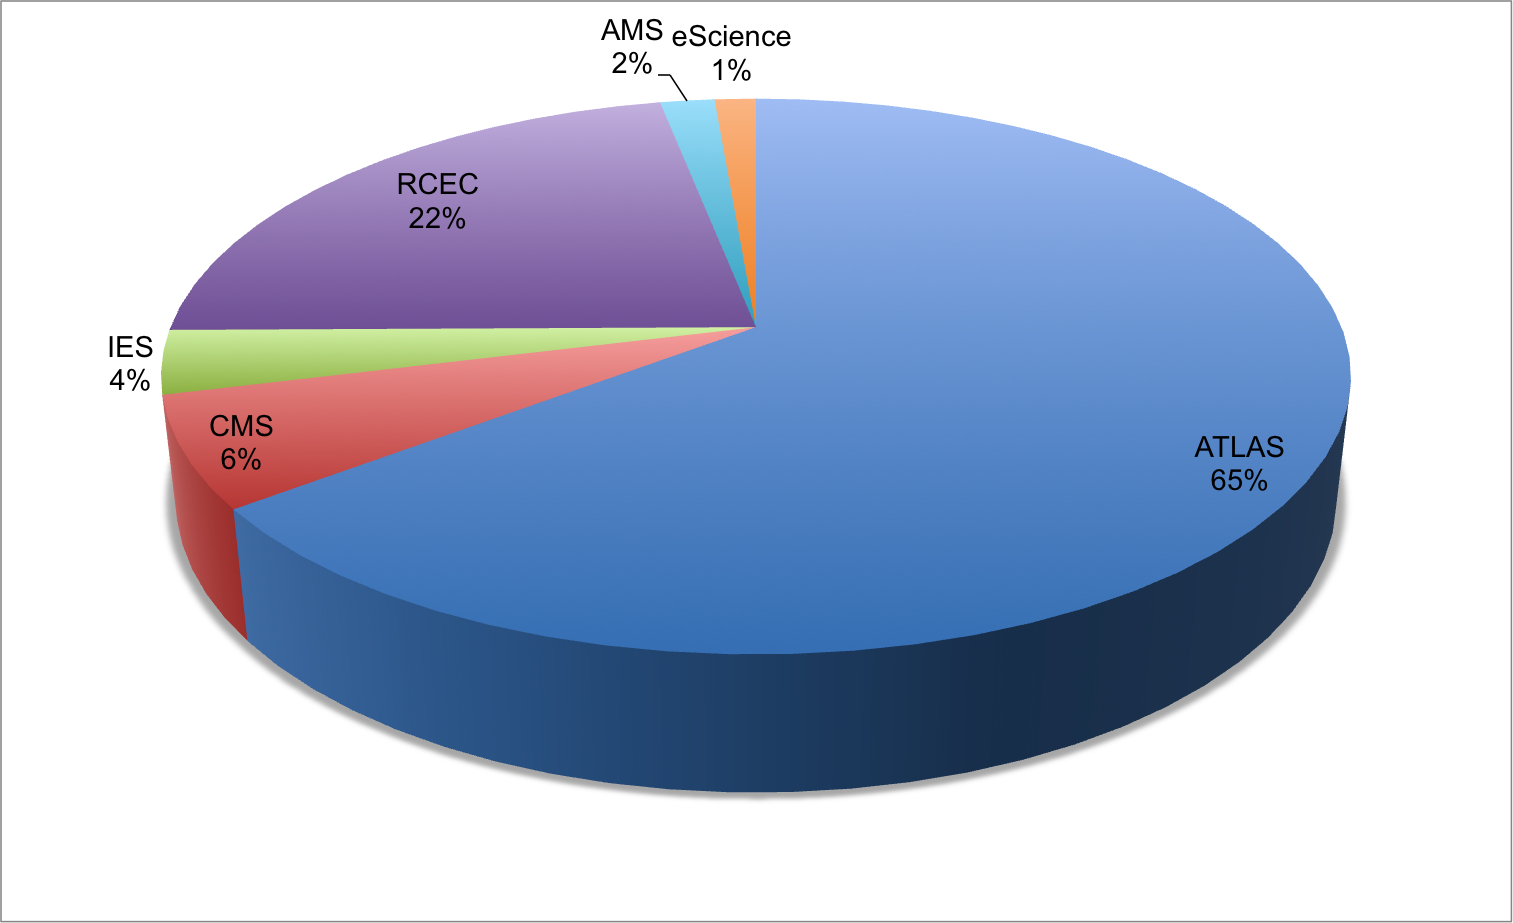 AMS
2%
eScience
1%
RCEC
22%
IES
4%
CMS
6%
ATLAS
65%